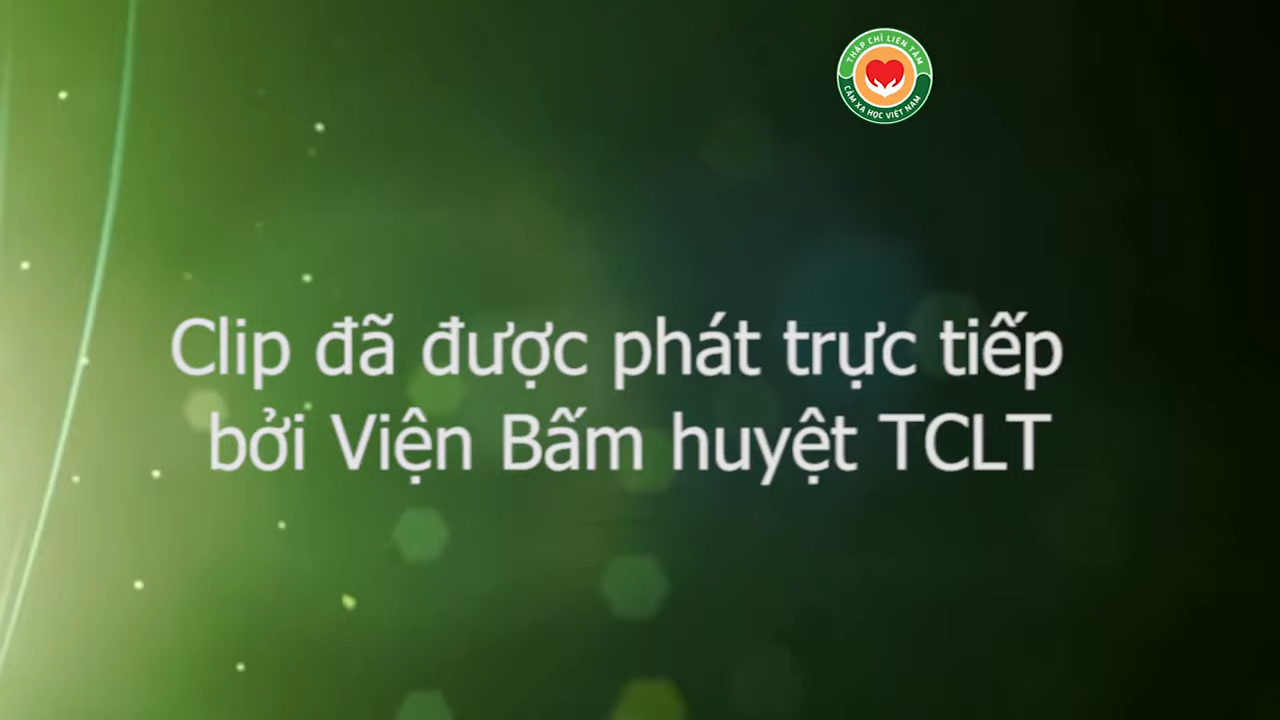 THẬP CHỈ LIÊN TÂM
CẢM XẠ HỌC VIỆT NAM
Clip đã được phát trực tiếp
bởi Viện Bấm huyệt TCLT